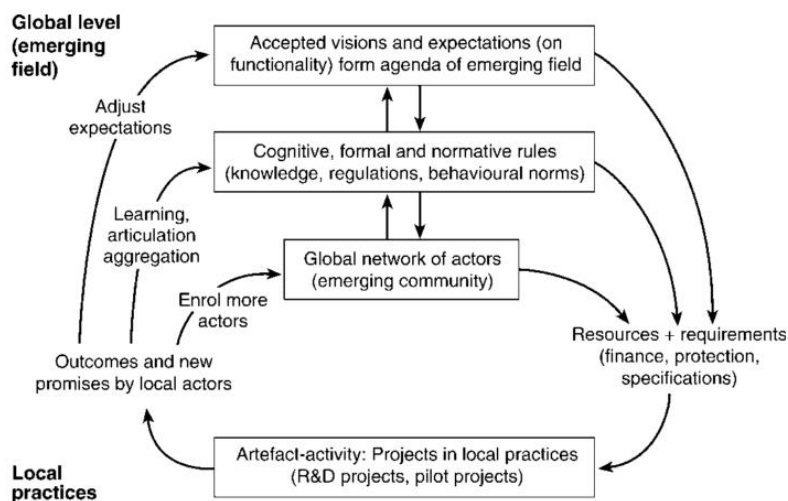 Global level
(emerging
field)
Accepted visions and expectations (on
functionality) form agenda of emerging field
Adjust
expectations
Cognitive, formal and normative rules
(knowledge, regulations, behavioural norms)
Learning,
articulation
aggregation
Global network of actors
(emerging community)
Enrol more
actors
Resources + requirements
(finance, protection,
specifications)
Outcomes and new
promises by local actors
Artefact-activity: Projects in local practices
(R&D projects, pilot projects)
Local
practices